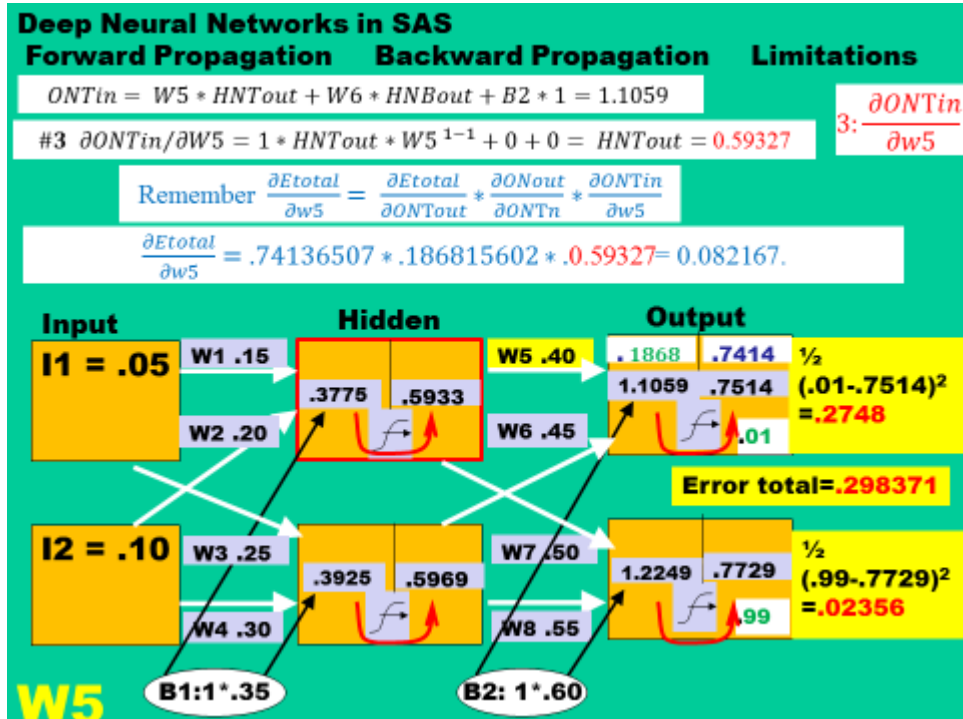 Deep Neural Networks in SAS
Forward Propagation Backward Propagation Limitations
ONTin = W5 * HNTout + W6 * HNBout + B2 * 1 = 1.1059
#3 ∂ONTin/∂W5 = 1 * HNTout * W5 ¹⁻¹ + 0 + 0 = HNTout = 0.59327
3: ∂ONTin/∂w5
Remember ∂Etotal/∂w5 = ∂Etotal/∂ONTout * ∂ONout/∂ONTn * ∂ONTin/∂w5
∂Etotal/∂w5 = .74136507 * .186815602 * .0.59327= 0.082167.
Input Hidden Output
I1 = .05
W1 .15
W2 .20
.3775 .5933
W5 .40
W6 .45
.1868 .7414
1.1059 .7514
.01
½
(.01-.7514)²
=.2748
Error total=.298371
I2 = .10
W3 .25
W4 .30
.3925 .5969
W7 .50
W8 .55
1.2249 .7729
.99
½
(.99-.7729)²
=.02356
B1:1*.35
B2: 1*.60
W5